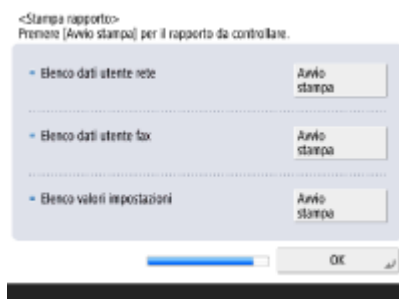 <Stampa rapporto>
Premere [Avvio stampa] per il rapporto da controllare.
Elenco dati utente rete
Avvio
stampa
Elenco dati utente fax
Avvio
stampa
Elenco valori impostazioni
Avvio
stampa
OK